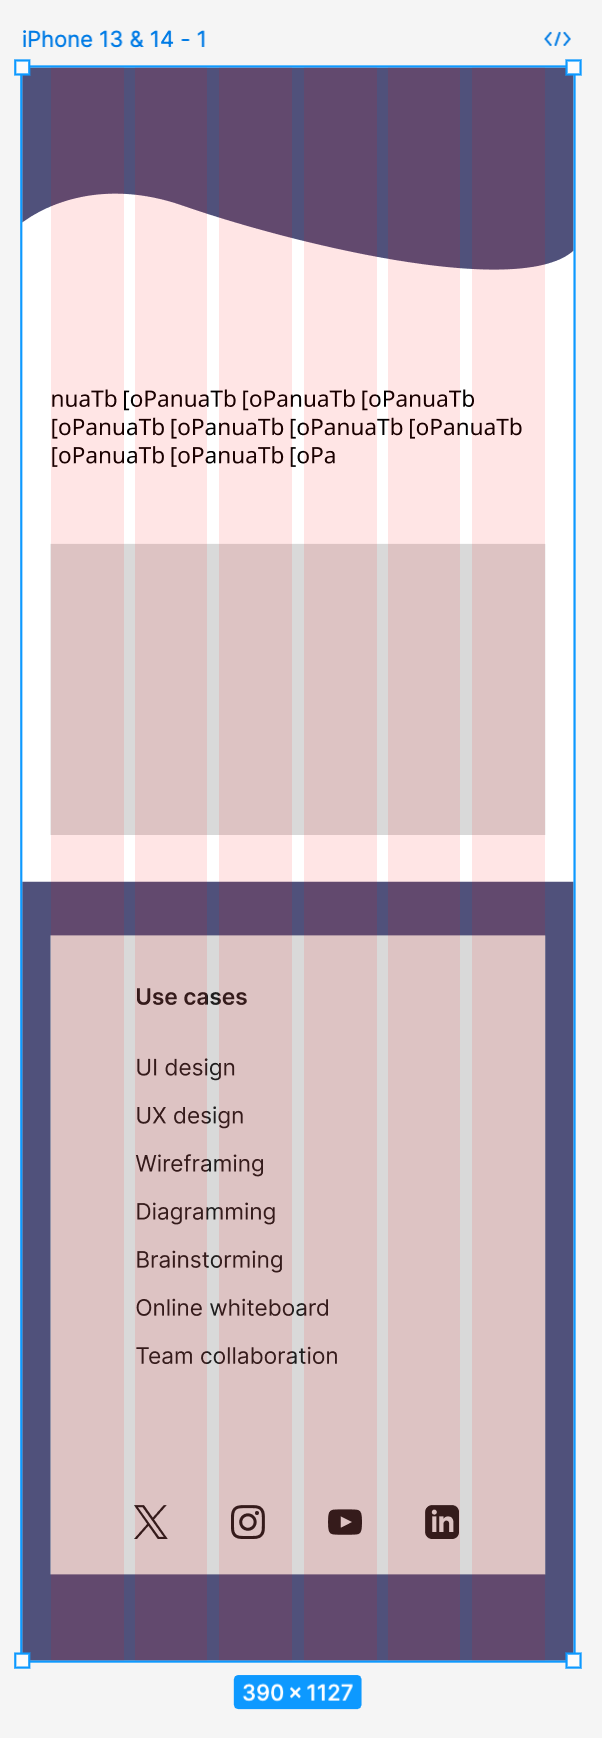 iPhone 13 & 14 - 1
nuaTb [oPanuaTb [oPanuaTb [oPanuaTb
[oPanuaTb [oPanuaTb [oPanuaTb [oPanuaTb
[oPanuaTb [oPanuaTb [oPa
Use cases
UI design
UX design
Wireframing
Diagramming
Brainstorming
Online whiteboard
Team collaboration
in
390 × 1127